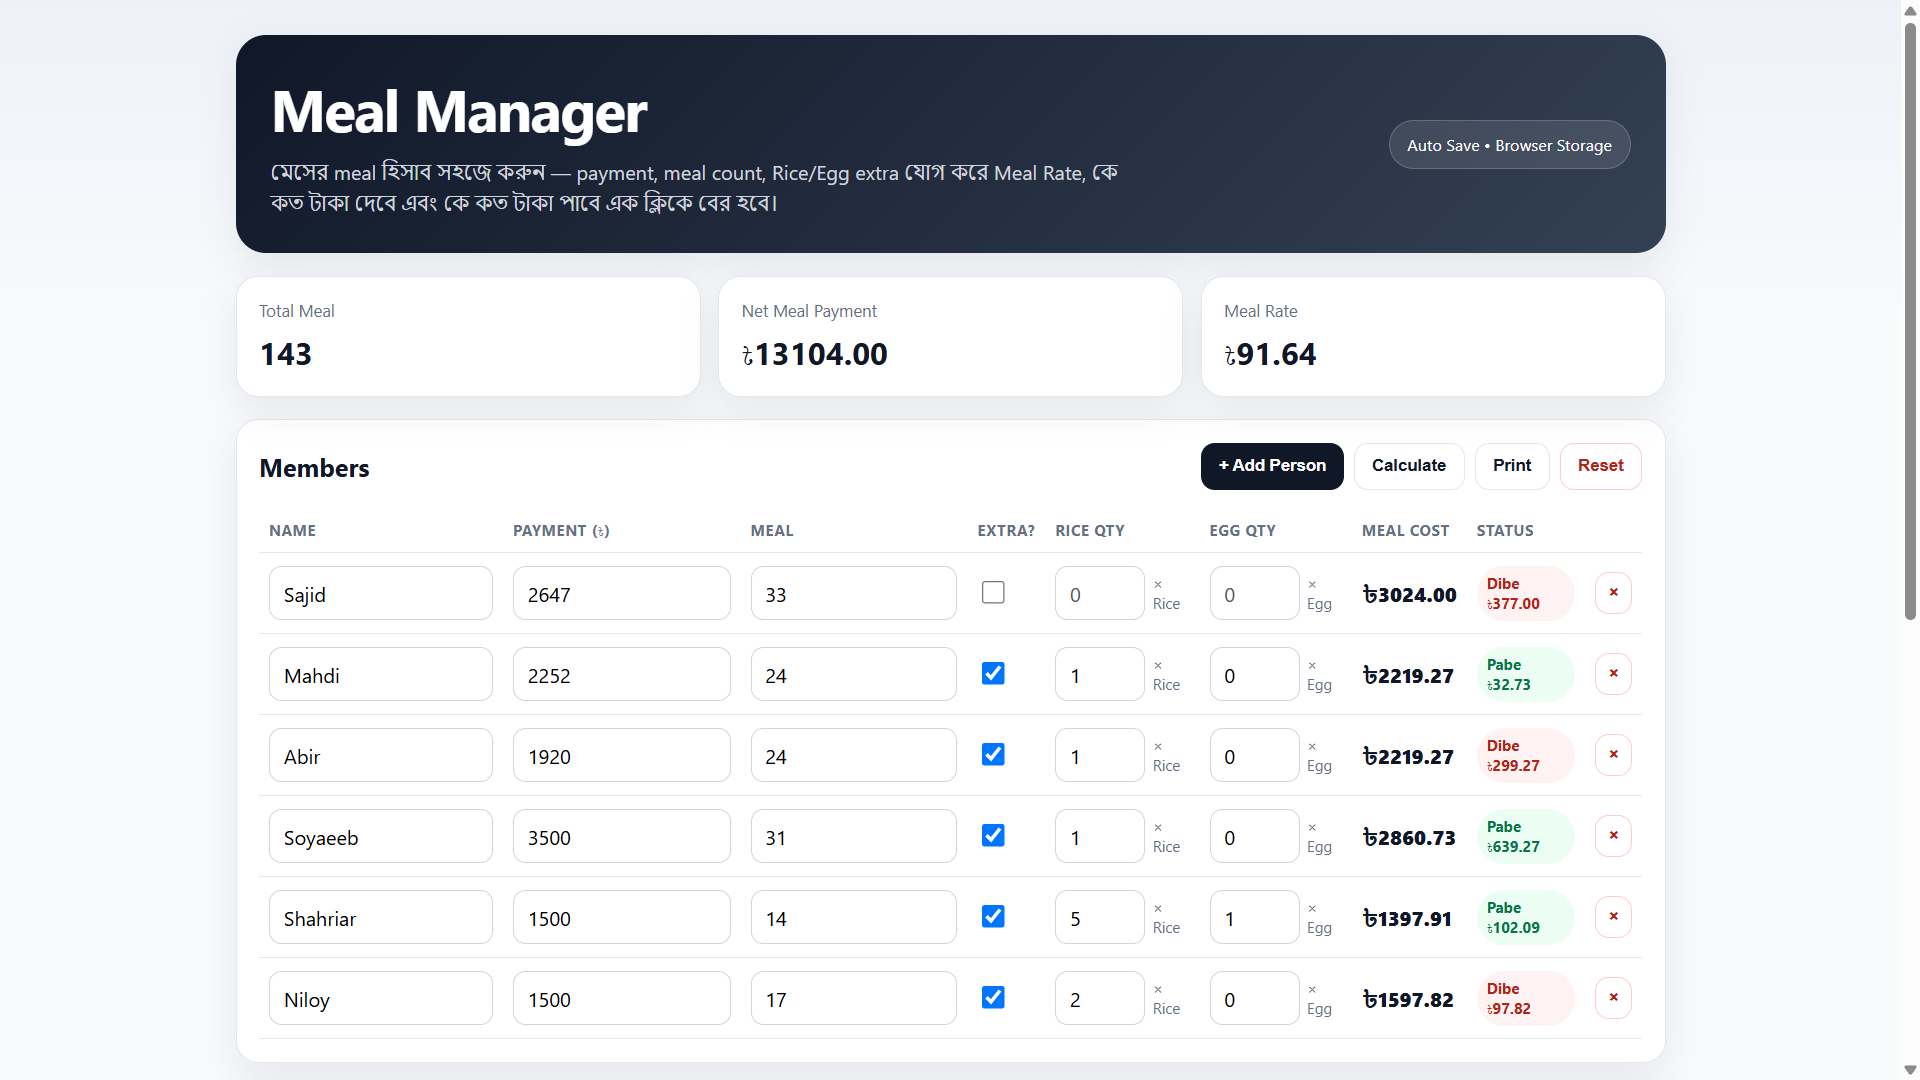 Meal Manager
মেসের meal হিসাব সহজে করুন — payment, meal count, Rice/Egg extra যোগ করে Meal Rate, কে
কত টাকা দেবে এবং কে কত টাকা পাবে এক ক্লিকে বের হবে।
Auto Save • Browser Storage
Total Meal
143
Net Meal Payment
৳13104.00
Meal Rate
৳91.64
Members
+ Add Person
Calculate
Print
Reset
NAME PAYMENT (৳) MEAL EXTRA? RICE QTY EGG QTY MEAL COST STATUS
Sajid 2647 33 0 × Rice 0 × Egg ৳3024.00 Dibe ৳377.00 ×
Mahdi 2252 24 1 × Rice 0 × Egg ৳2219.27 Pabe ৳32.73 ×
Abir 1920 24 1 × Rice 0 × Egg ৳2219.27 Dibe ৳299.27 ×
Soyaeeb 3500 31 1 × Rice 0 × Egg ৳2860.73 Pabe ৳639.27 ×
Shahriar 1500 14 5 × Rice 1 × Egg ৳1397.91 Pabe ৳102.09 ×
Niloy 1500 17 2 × Rice 0 × Egg ৳1597.82 Dibe ৳97.82 ×